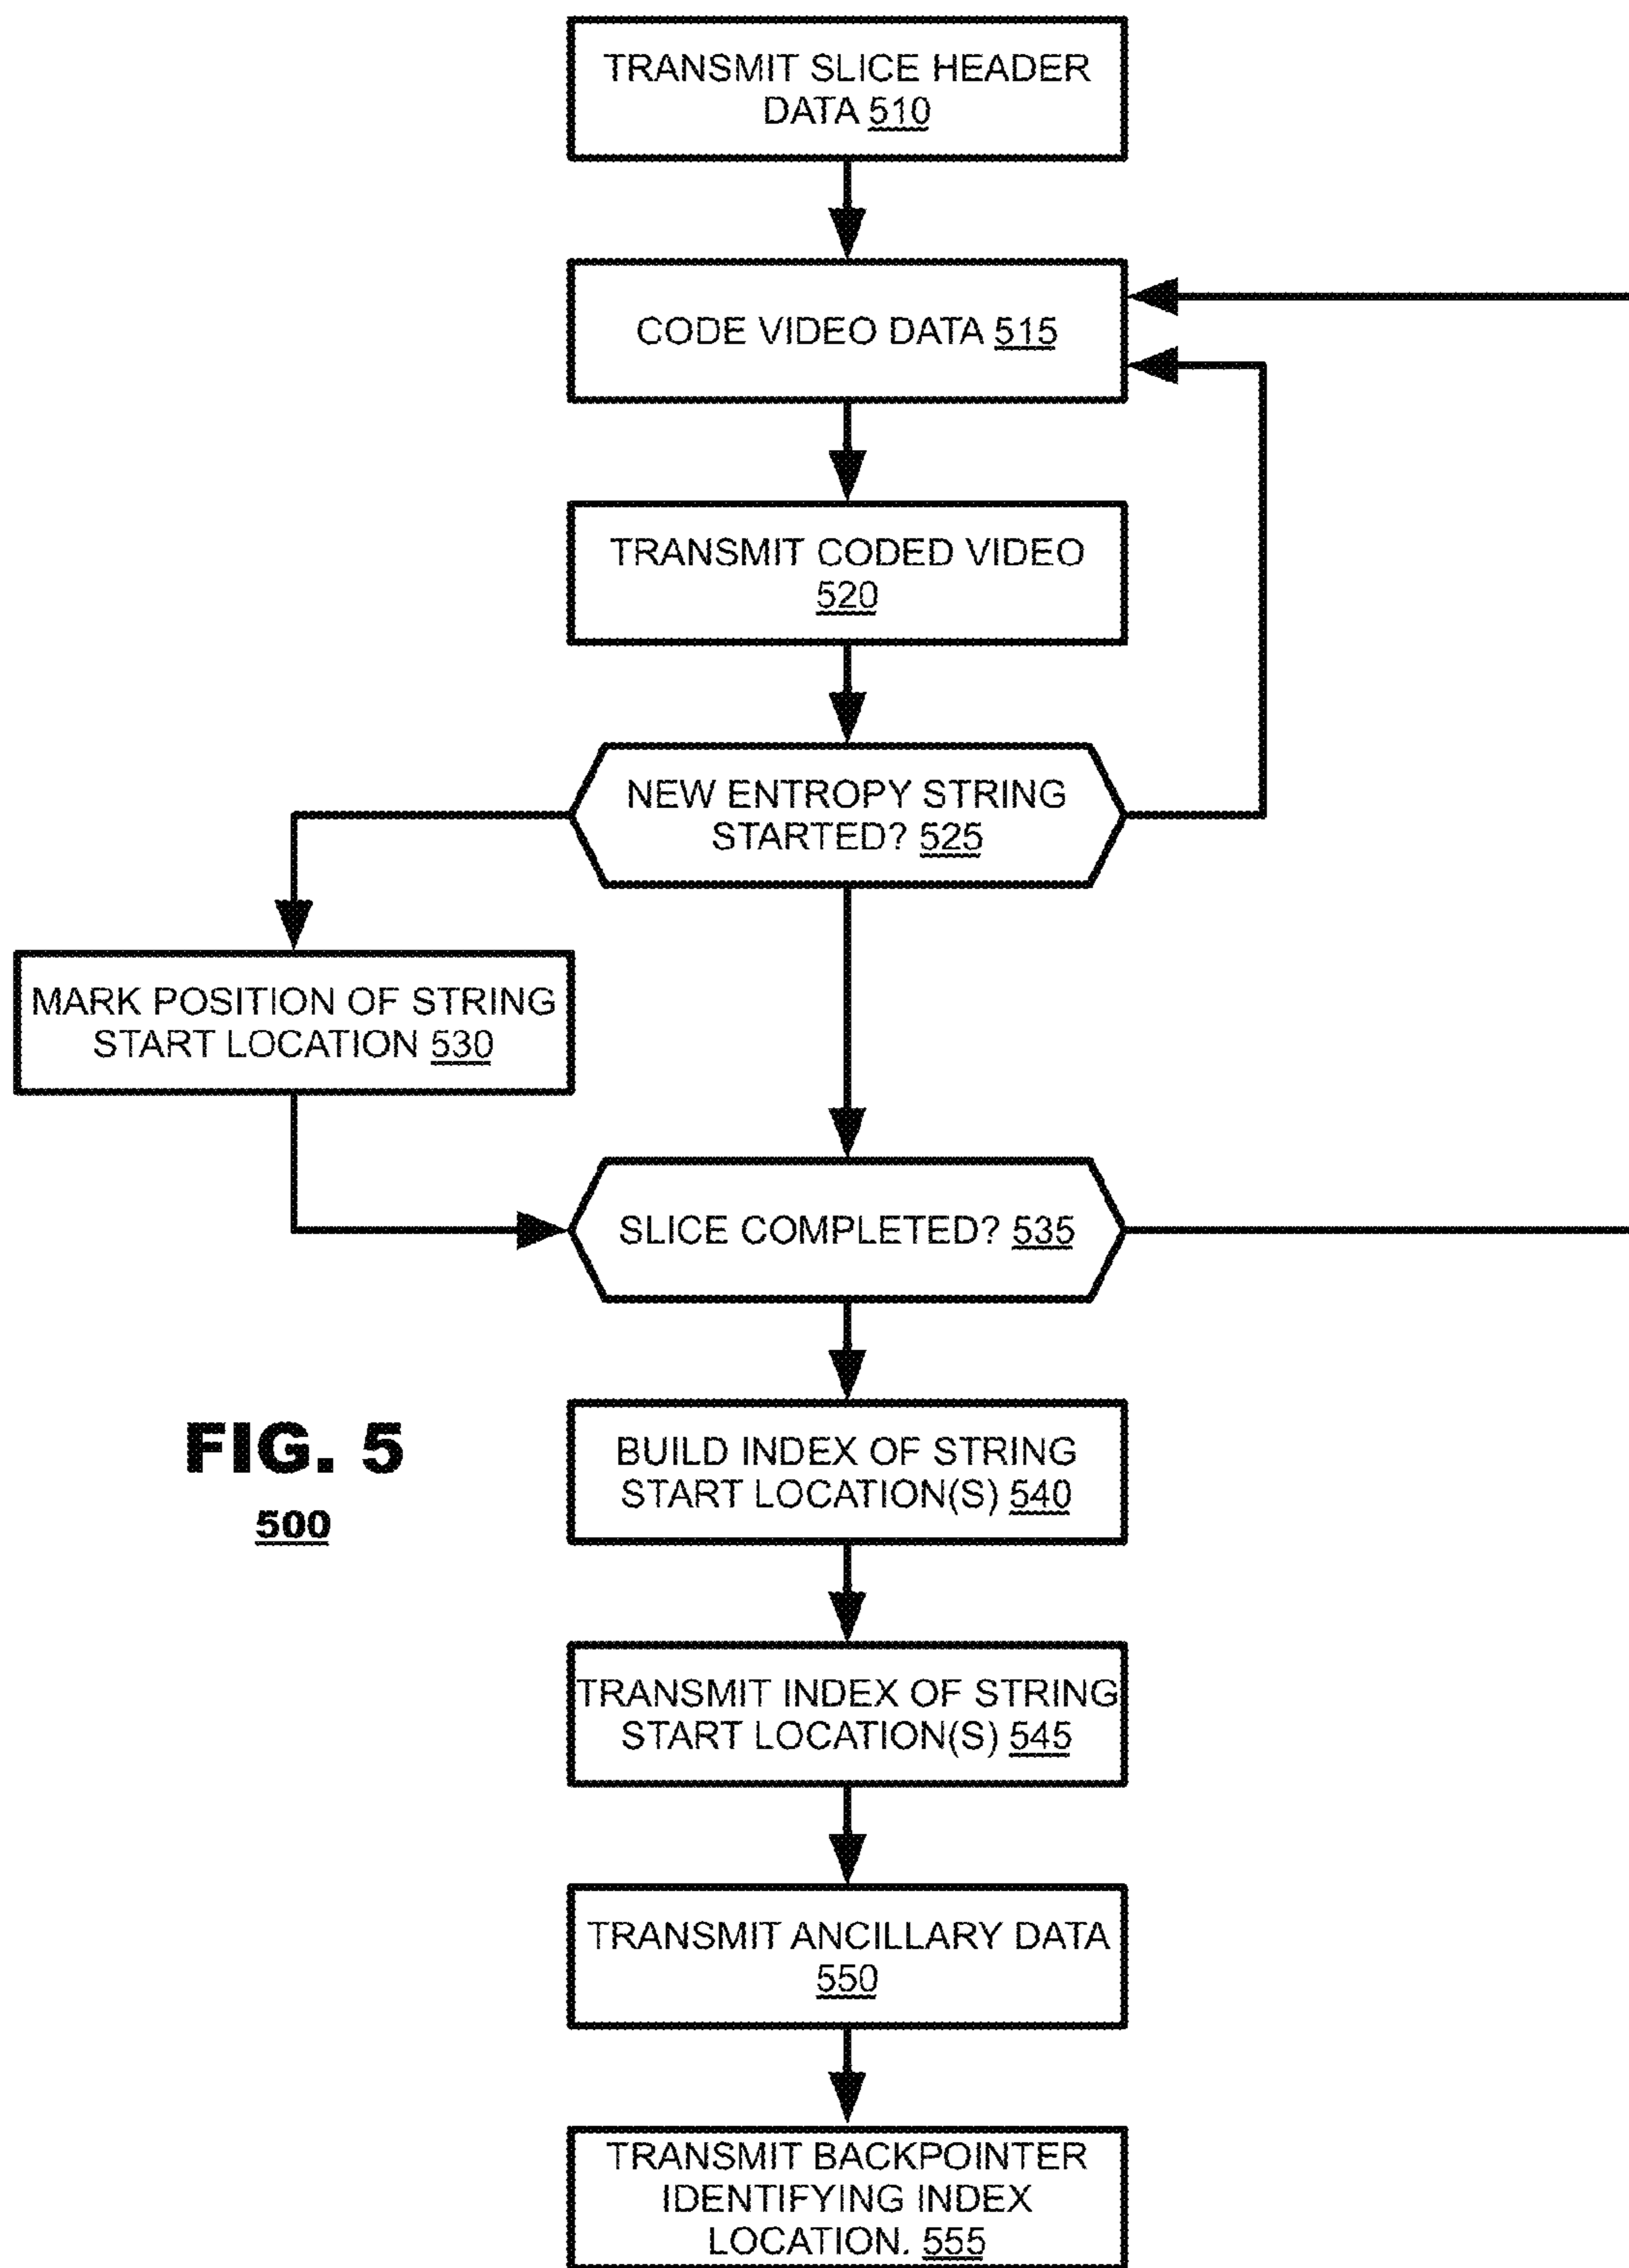 TRANSMIT SLICE HEADER
DATA 510
CODE VIDEO DATA 515
TRANSMIT CODED VIDEO
520
NEW ENTROPY STRING
STARTED? 525
MARK POSITION OF STRING
START LOCATION 530
SLICE COMPLETED? 535
FIG. 5
500
BUILD INDEX OF STRING
START LOCATION(S) 540
TRANSMIT INDEX OF STRING
START LOCATION(S) 545
TRANSMIT ANCILLARY DATA
550
TRANSMIT BACKPOINTER
IDENTIFYING INDEX
LOCATION. 555